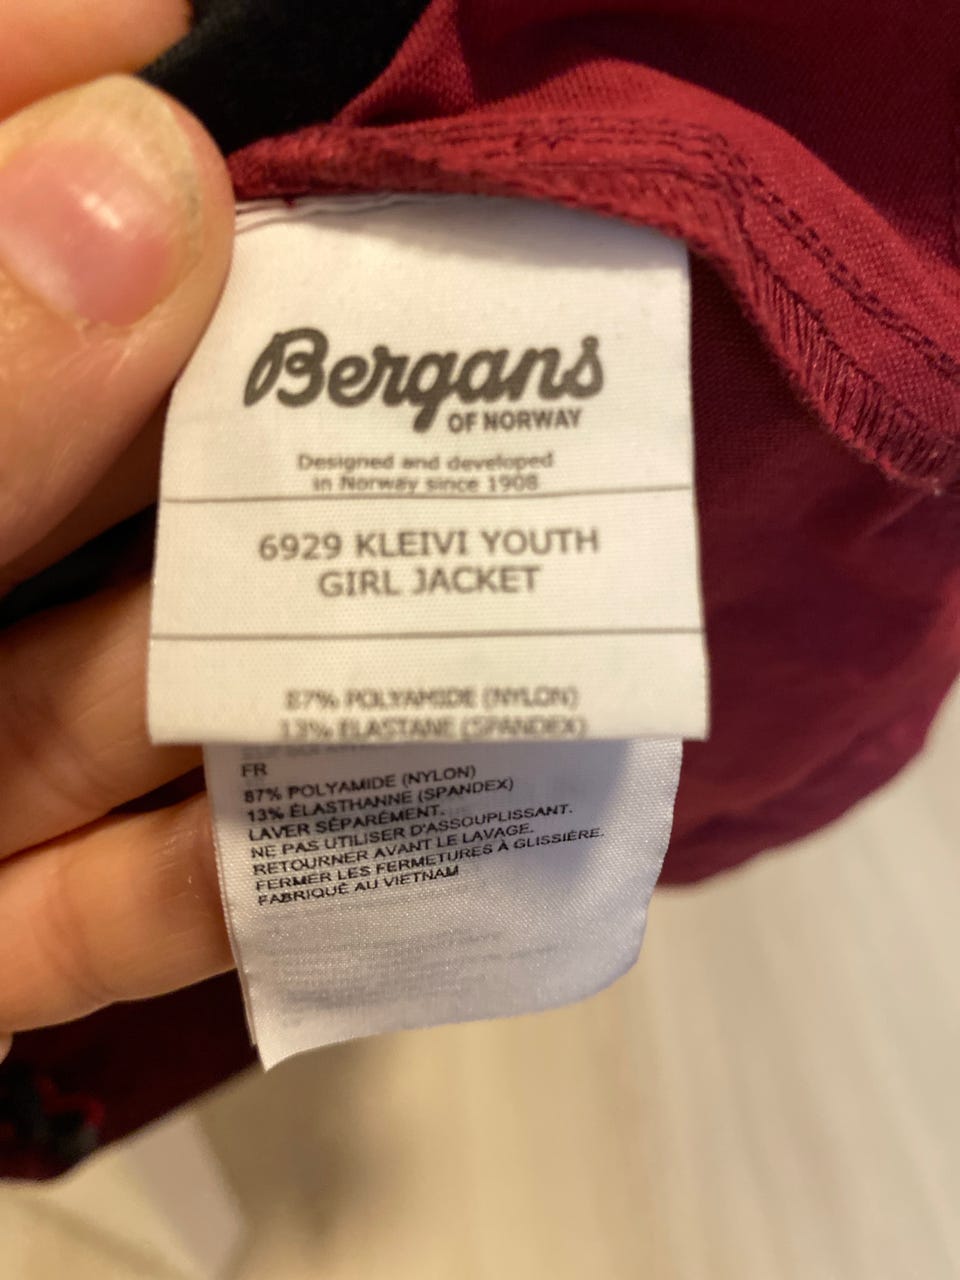 Bergans
OF NORWAY
Designed and developed
in Norway since 1908
6929 KLEIVI YOUTH
GIRL JACKET
87% POLYAMIDE (NYLON)
13% ELASTANE (SPANDEX)
FR
87% POLYAMIDE (NYLON)
13% ÉLASTHANNE (SPANDEX)
LAVER SÉPARÉMENT.
NE PAS UTILISER D'ASSOUPLISSANT.
RETOURNER AVANT LE LAVAGE.
FERMER LES FERMETURES À GLISSIÈRE.
FABRIQUÉ AU VIETNAM